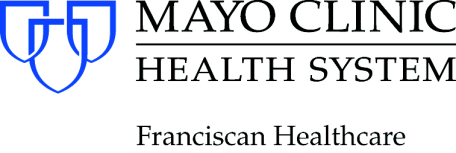 MAYO CLINIC
HEALTH SYSTEM
Franciscan Healthcare